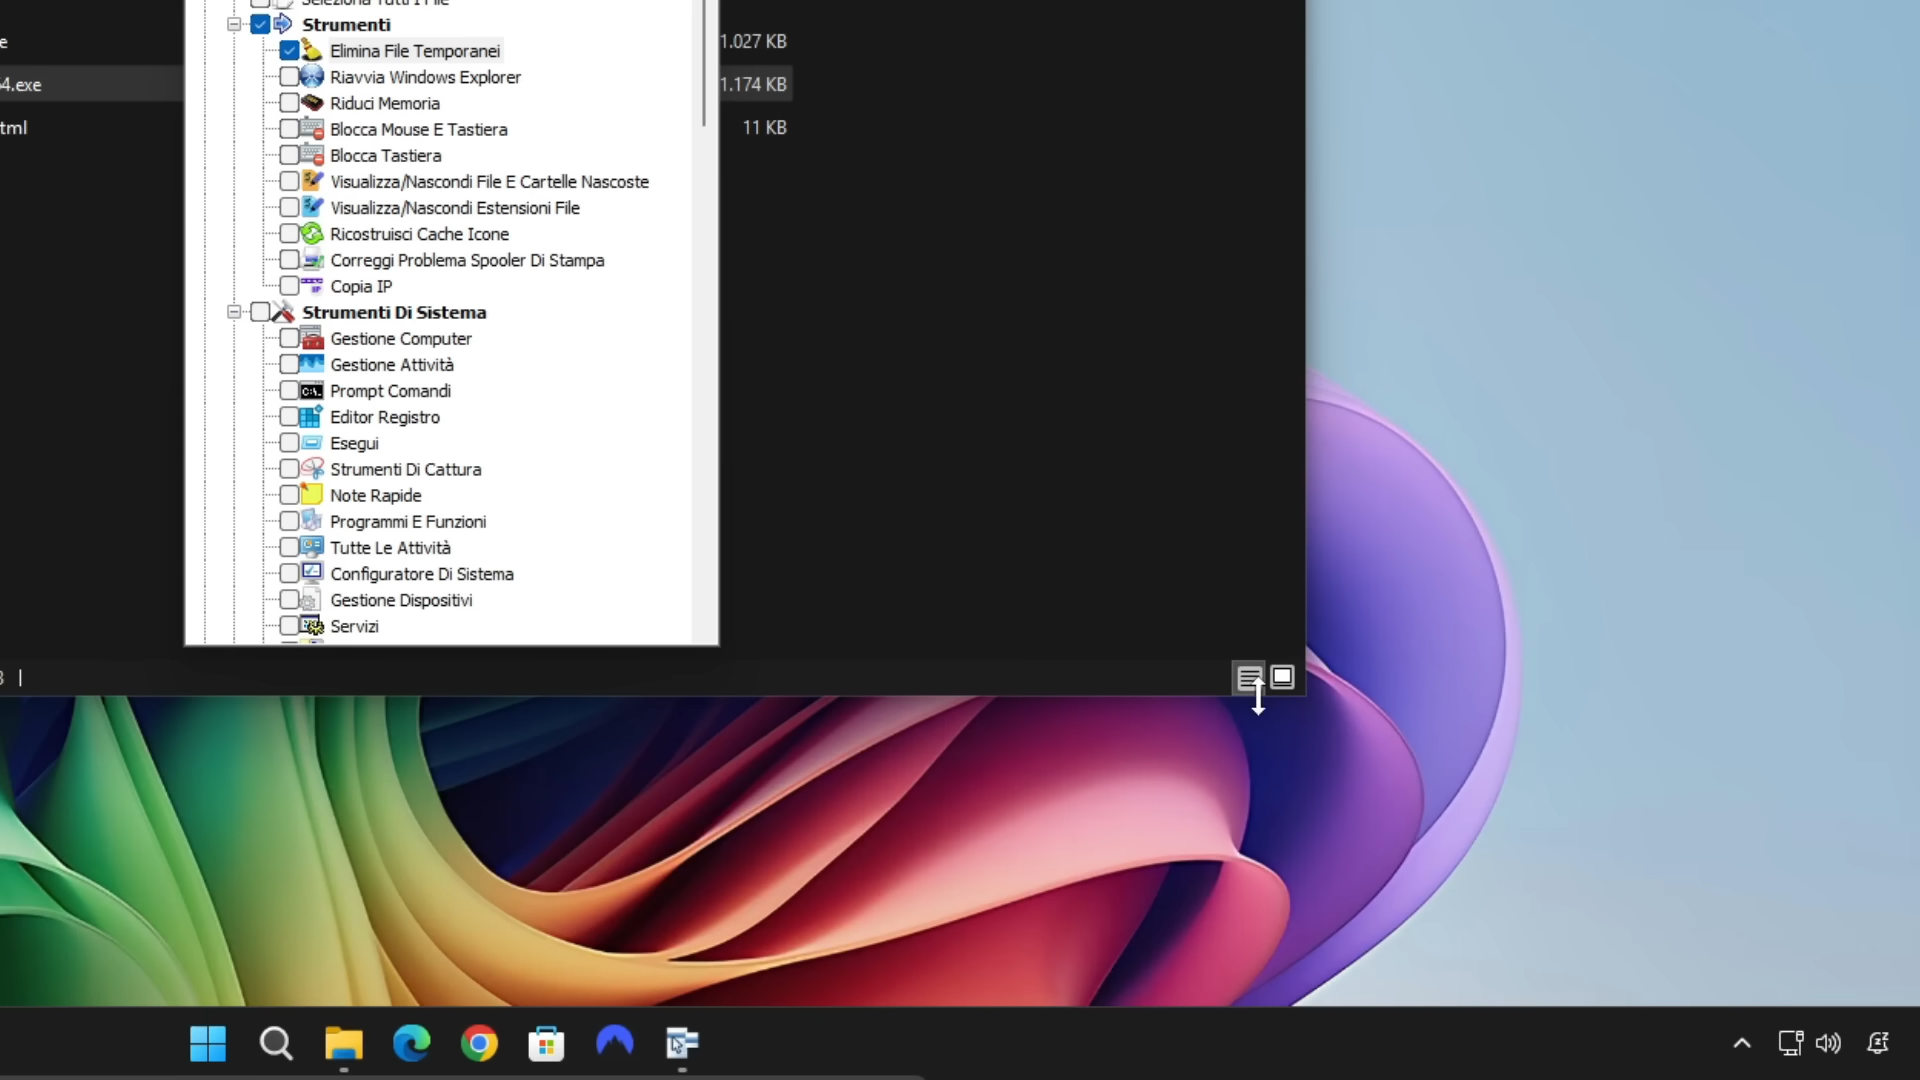 Seleziona Tutti I File
Strumenti
Elimina File Temporanei
Riavvia Windows Explorer
Riduci Memoria
Blocca Mouse E Tastiera
Blocca Tastiera
Visualizza/Nascondi File E Cartelle Nascoste
Visualizza/Nascondi Estensioni File
Ricostruisci Cache Icone
Correggi Problema Spooler Di Stampa
Copia IP
Strumenti Di Sistema
Gestione Computer
Gestione Attività
Prompt Comandi
Editor Registro
Esegui
Strumenti Di Cattura
Note Rapide
Programmi E Funzioni
Tutte Le Attività
Configuratore Di Sistema
Gestione Dispositivi
Servizi
e
1.027 KB
4.exe
1.174 KB
tml
11 KB